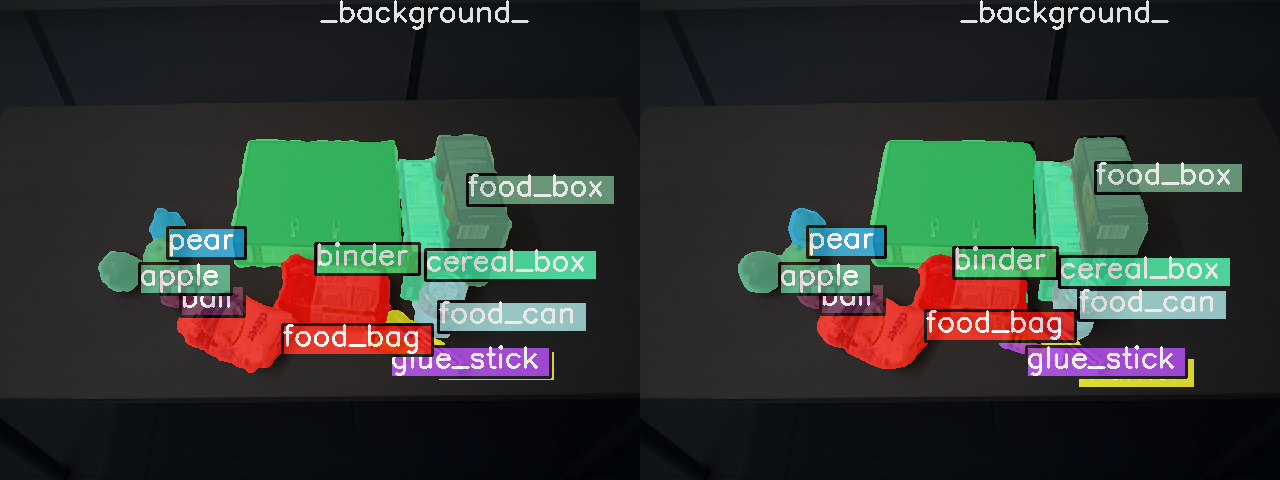 _background_
_background_
food_box
food_box
pear
pear
binder
binder
cereal_box
cereal_box
apple
apple
ball
ball
food_can
food_can
food_bag
food_bag
glue_stick
glue_stick